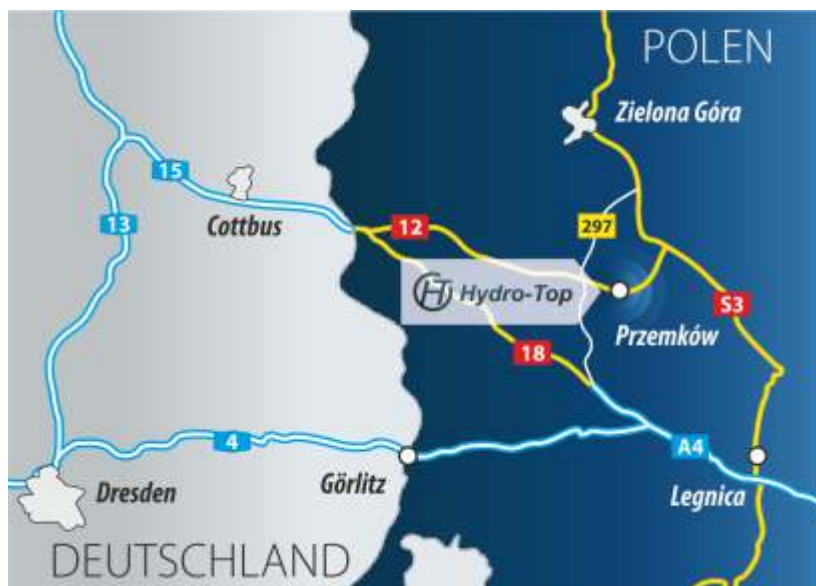 POLEN
Zielona Góra
15
13
Cottbus
12
297
HT Hydro-Top
S3
Przemków
18
4
A4
Görlitz
Dresden
Legnica
DEUTSCHLAND